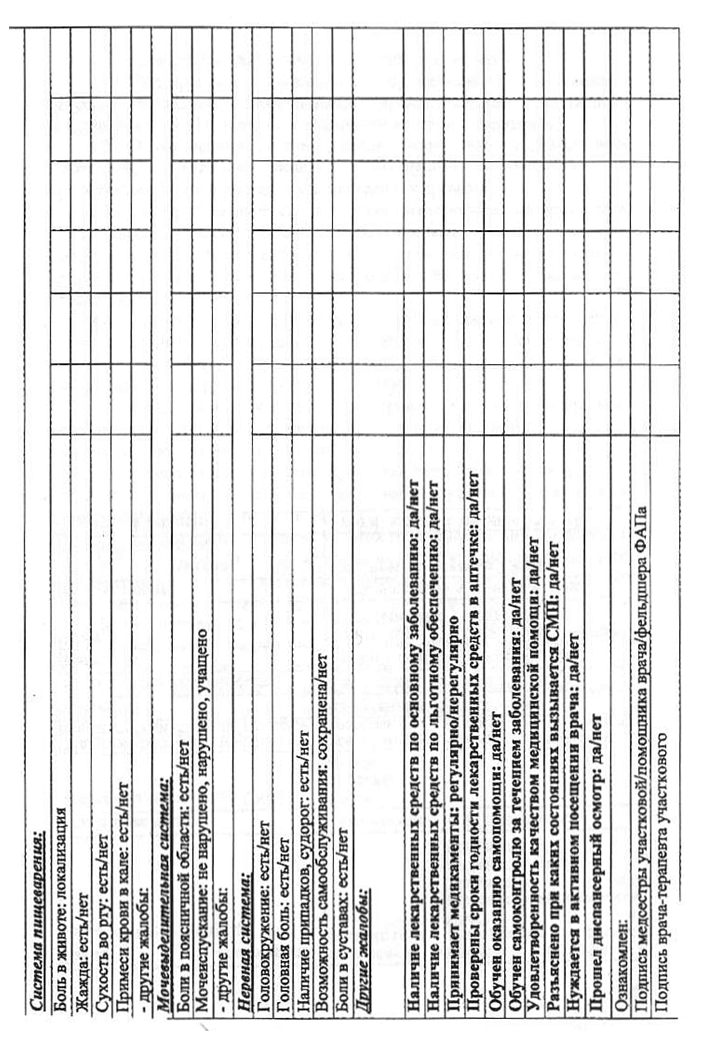 Система пищеварения:
Боль в животе: локализация
Жажда: есть/нет
Сухость во рту: есть/нет
Примеси крови в кале: есть/нет
- другие жалобы:
Мочевыделительная система:
Боли в поясничной области: есть/нет
Мочеиспускание: не нарушено, нарушено, учащено
- другие жалобы:
Нервная система:
Головокружение: есть/нет
Головная боль: есть/нет
Наличие припадков, судорог: есть/нет
Возможность самообслуживания: сохранена/нет
Боли в суставах: есть/нет
Другие жалобы:
Наличие лекарственных средств по основному заболеванию: да/нет
Наличие лекарственных средств по льготному обеспечению: да/нет
Принимает медикаменты: регулярно/нерегулярно
Проверены сроки годности лекарственных средств в аптечке: да/нет
Обучен оказанию самопомощи: да/нет
Обучен самоконтролю за течением заболевания: да/нет
Удовлетворенность качеством медицинской помощи: да/нет
Разъяснено при каких состояниях вызывается СМП: да/нет
Нуждается в активном посещении врача: да/нет
Прошел диспансерный осмотр: да/нет
Ознакомлен:
Подпись медсестры участковой/помощника врача/фельдшера ФАПа
Подпись врача-терапевта участкового